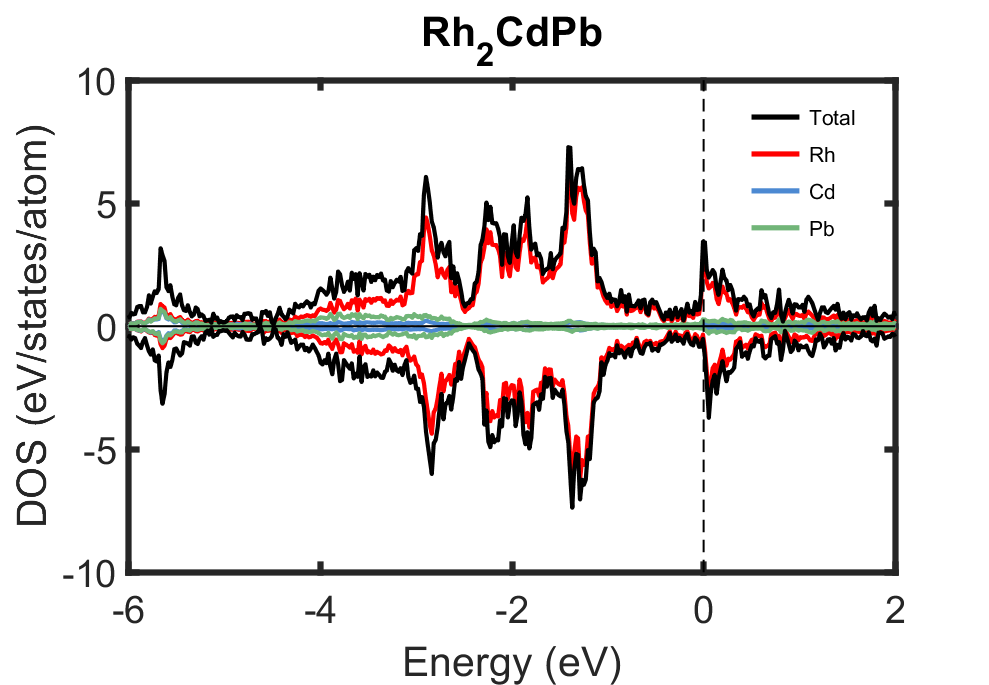 Rh2CdPb
10
5
0
-5
-10
DOS (eV/states/atom)
Total
Rh
Cd
Pb
-6 -4 -2 0 2
Energy (eV)